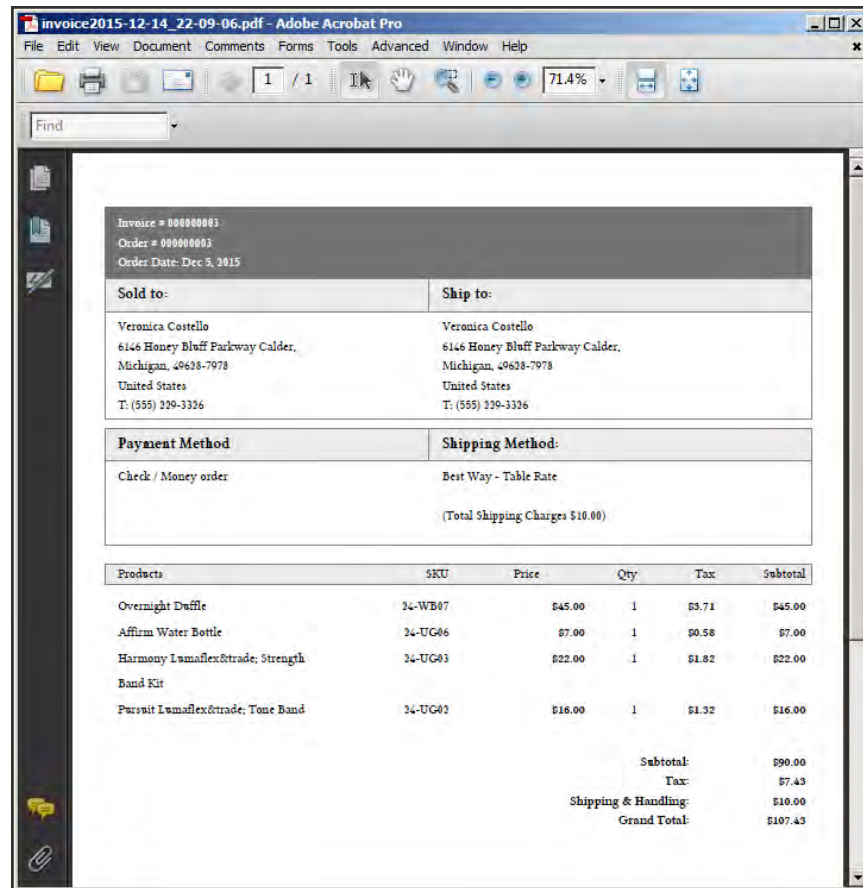 invoice2015-12-14_22-09-06.pdf - Adobe Acrobat Pro
File Edit View Document Comments Forms Tools Advanced Window Help
1 / 1 71.4%
Find
Invoice # 000000003
Order # 000000003
Order Date: Dec 5, 2015
Sold to: Ship to:
Veronica Costello Veronica Costello
6146 Honey Bluff Parkway Calder, 6146 Honey Bluff Parkway Calder,
Michigan, 49628-7978 Michigan, 49628-7978
United States United States
T: (555) 229-3326 T: (555) 229-3326
Payment Method Shipping Method:
Check / Money order Best Way - Table Rate
(Total Shipping Charges $10.00)
Products SKU Price Qty Tax Subtotal
Overnight Duffle 24-WB07 $45.00 1 $3.71 $45.00
Affirm Water Bottle 24-UG06 $7.00 1 $0.58 $7.00
Harmony Lumaflex&trade; Strength 24-UG03 $22.00 1 $1.82 $22.00
Band Kit
Pursuit Lumaflex&trade; Tone Band 24-UG02 $16.00 1 $1.32 $16.00
Subtotal: $90.00
Tax: $7.43
Shipping & Handling: $10.00
Grand Total: $107.43